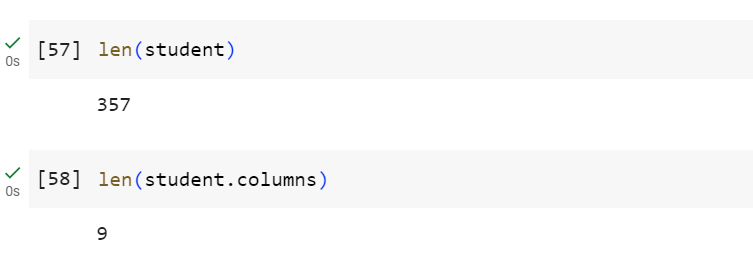 [57] len(student)
0s
357
[58] len(student.columns)
0s
9